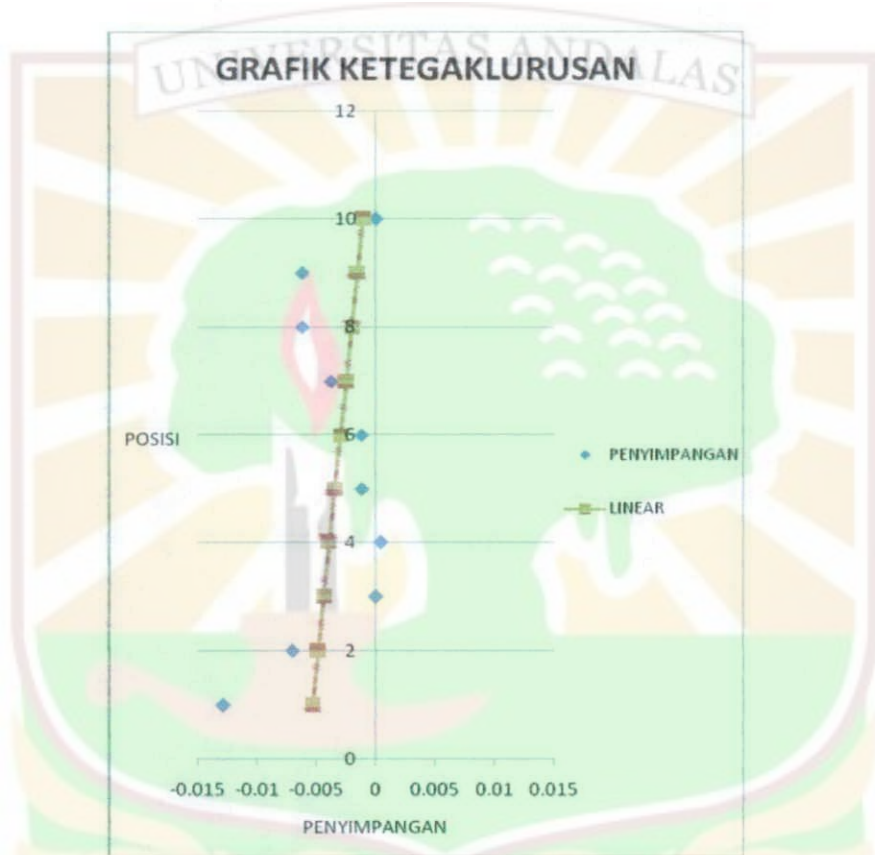 UNIVERSITAS ANDALAS
GRAFIK KETEGAKLURUSAN
12
10
8
6
4
2
0
POSISI
-0.015 -0.01 -0.005 0 0.005 0.01 0.015
PENYIMPANGAN
PENYIMPANGAN
LINEAR